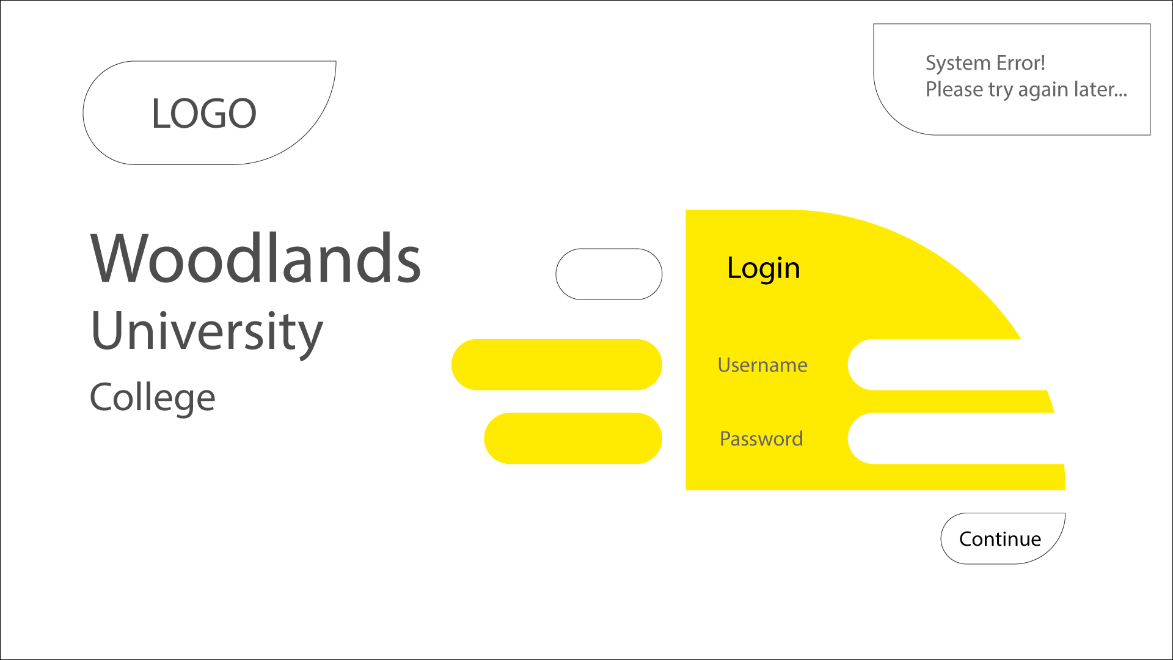 System Error!
Please try again later...
LOGO
Woodlands
University
College
Login
Username
Password
Continue